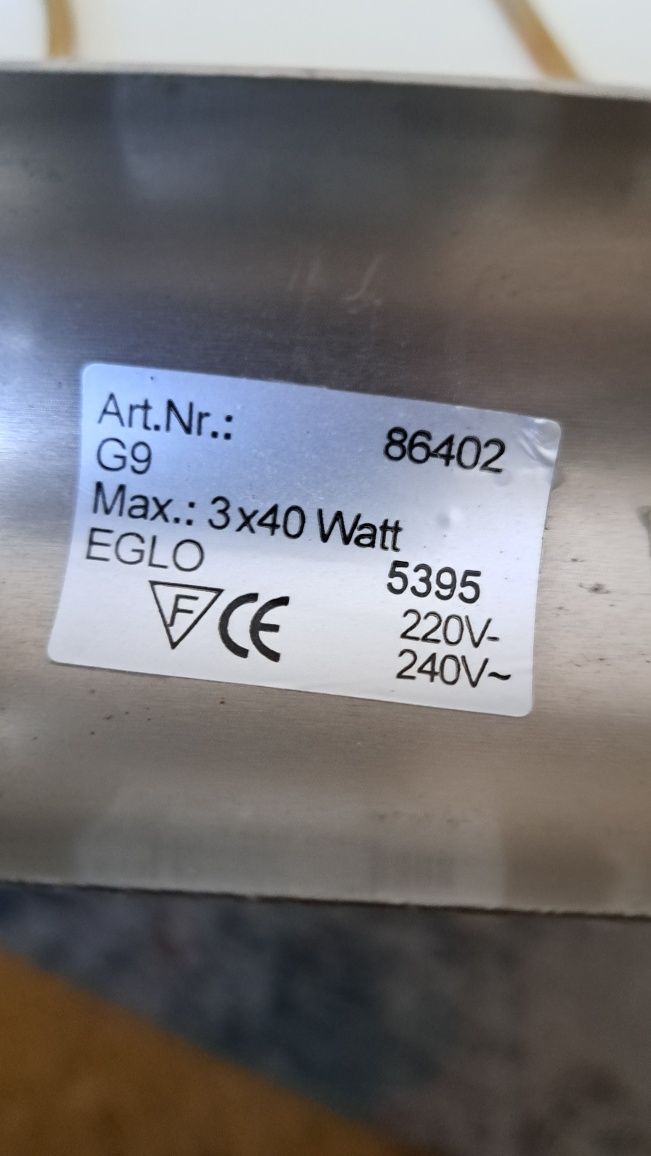 Art.Nr.: 86402
G9
Max.: 3x40 Watt
EGLO 5395
F CE 220V-
240V~